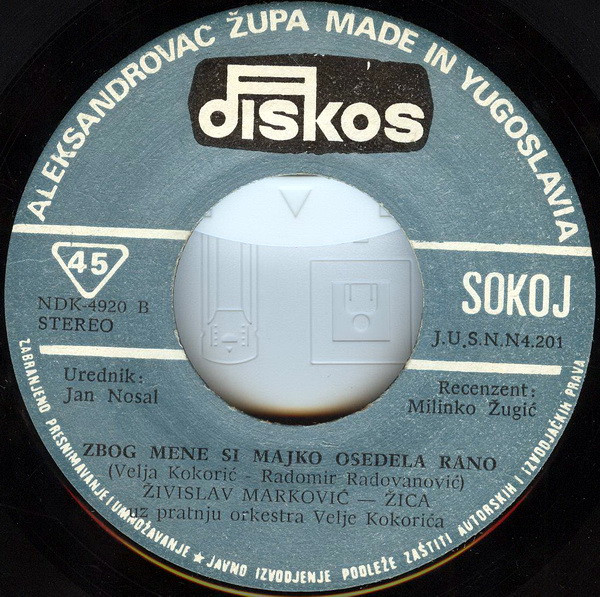 ALEKSANDROVAC ŽUPA MADE IN YUGOSLAVIA
diskos
45
NDK-4920 B
STEREO
SOKOJ
J.U.S.N.N4.201
Urednik:
Jan Nosal
Recenzent:
Milinko Žugić
ZBOG MENE SI MAJKO OSEDELA RANO
(Velja Kokorić - Radomir Radovanović)
ŽIVISLAV MARKOVIĆ — ŽICA
uz pratnju orkestra Velje Kokorića
ZABRANJENO PRESNIMAVANJE I UMNOŽAVANJE ★ JAVNO IZVODJENJE PODLEŽE ZAŠTITI AUTORSKIH I IZVODJAČKIH PRAVA